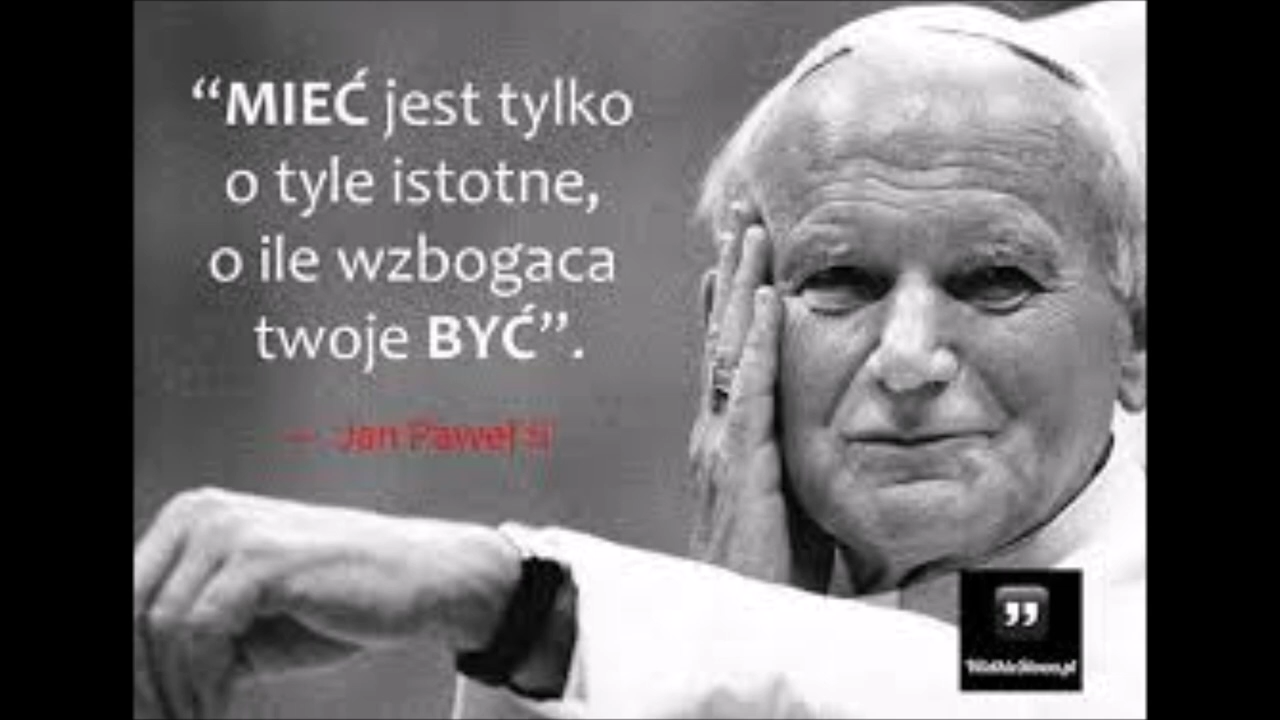 “MIEĆ jest tylko
o tyle istotne,
o ile wzbogaca
twoje BYĆ”.
— Jan Paweł II